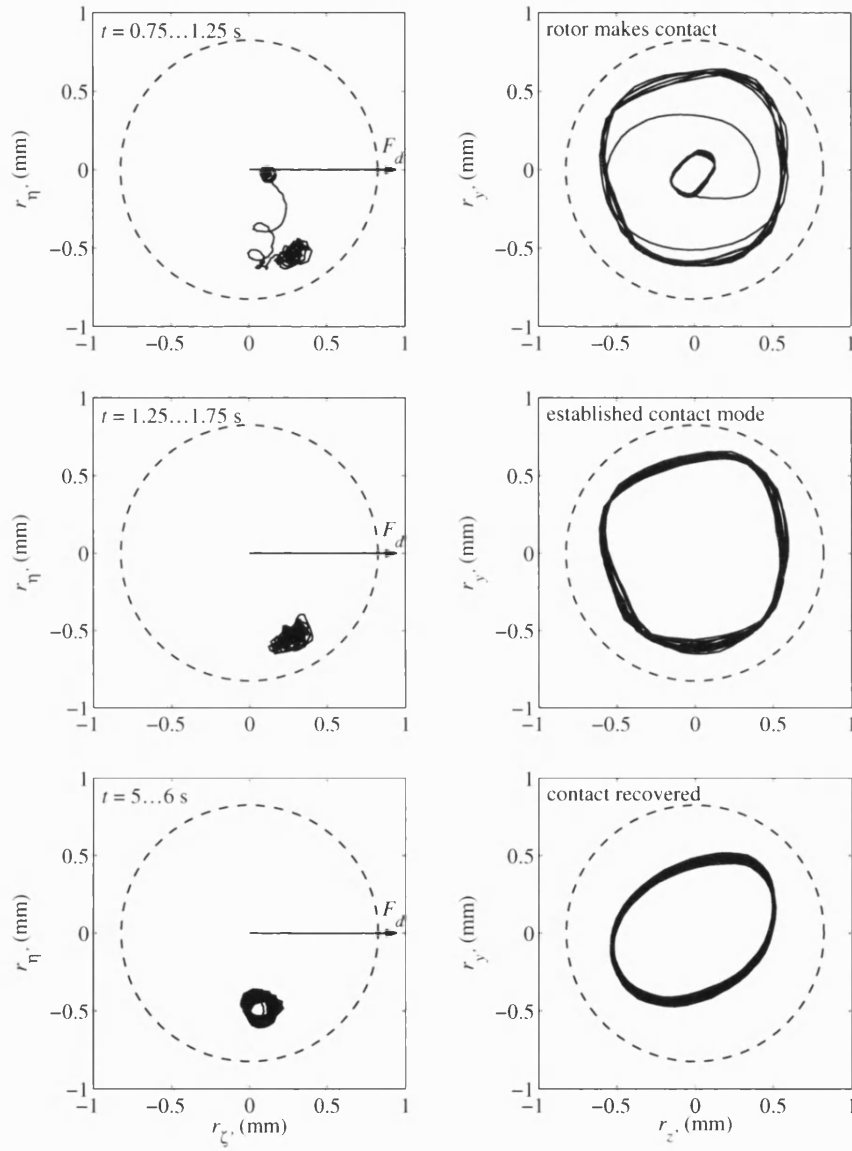 t = 0.75...1.25 s
rotor makes contact
1
0.5
0
−0.5
−1
r_η' (mm)
F_d
−1 −0.5 0 0.5 1
1
0.5
0
−0.5
−1
r_y' (mm)
−1 −0.5 0 0.5 1
t = 1.25...1.75 s
established contact mode
1
0.5
0
−0.5
−1
r_η' (mm)
F_d
−1 −0.5 0 0.5 1
1
0.5
0
−0.5
−1
r_y' (mm)
−1 −0.5 0 0.5 1
t = 5...6 s
contact recovered
1
0.5
0
−0.5
−1
r_η' (mm)
F_d
−1 −0.5 0 0.5 1
r_ζ' (mm)
1
0.5
0
−0.5
−1
r_y' (mm)
−1 −0.5 0 0.5 1
r_z' (mm)